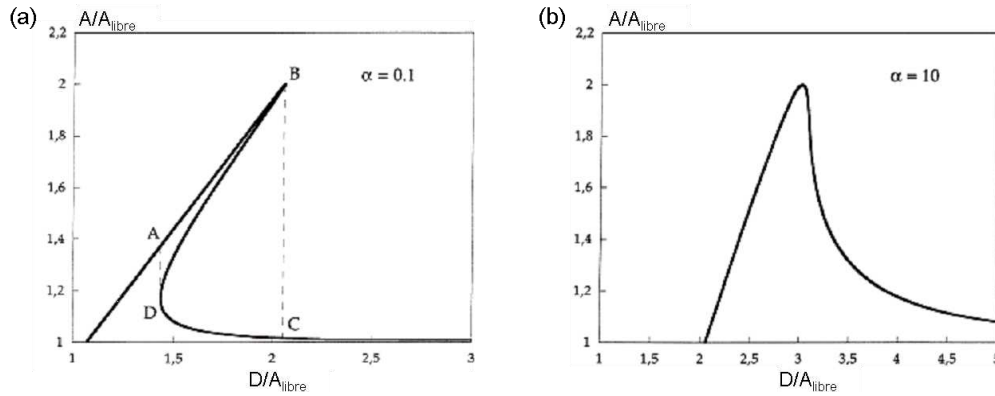 (a) A/A_libre
2,2
2
1,8
1,6
1,4
1,2
1
α = 0.1
B
A
D
C
1 1,5 2 2,5 3
D/A_libre
(b) A/A_libre
2,2
2
1,8
1,6
1,4
1,2
1
α = 10
1 1,5 2 2,5 3 3,5 4 4,5 5
D/A_libre